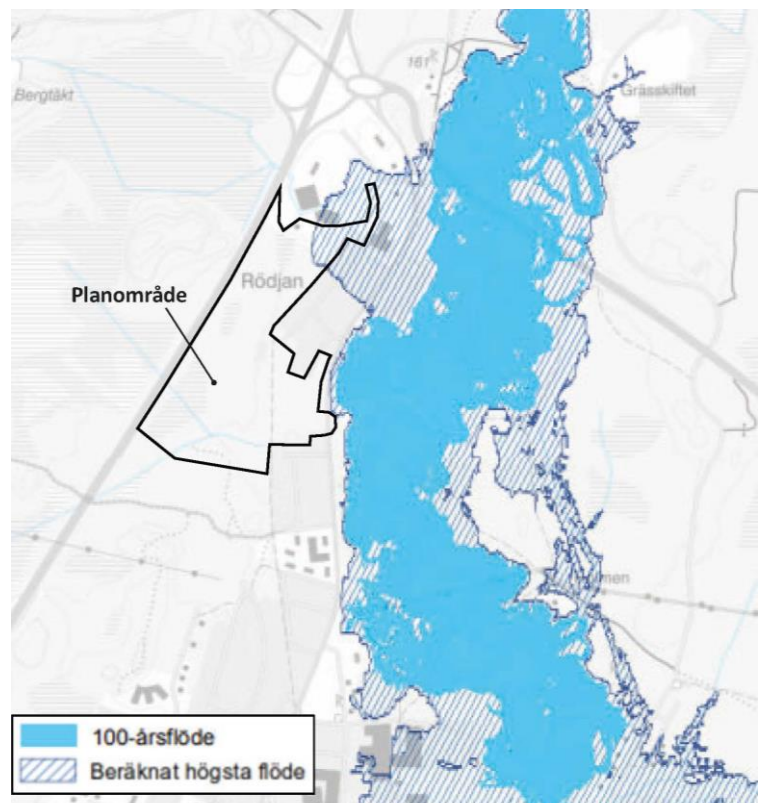 161
Bergtäkt
Grässkiftet
Rödjan
Planområde
100-årsflöde
Beräknat högsta flöde